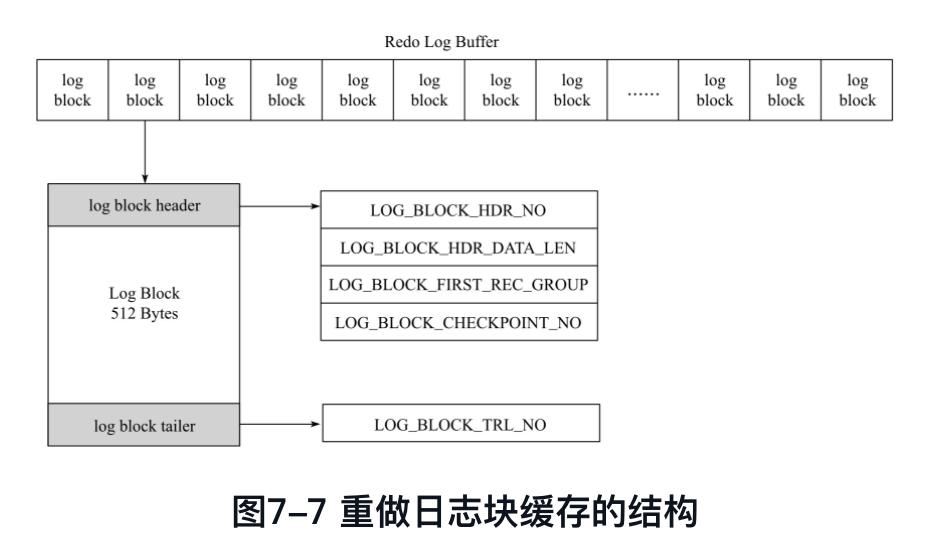 Redo Log Buffer
log block
log block
log block
log block
log block
log block
log block
log block
……
log block
log block
log block
log block header
Log Block
512 Bytes
log block tailer
LOG_BLOCK_HDR_NO
LOG_BLOCK_HDR_DATA_LEN
LOG_BLOCK_FIRST_REC_GROUP
LOG_BLOCK_CHECKPOINT_NO
LOG_BLOCK_TRL_NO
图7–7 重做日志块缓存的结构